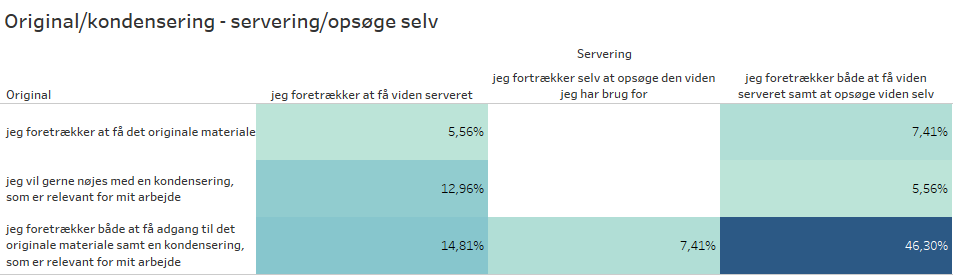 Original/kondensering - servering/opsøge selv
Servering
Original
jeg foretrækker at få viden serveret
jeg fortrækker selv at opsøge den viden
jeg har brug for
jeg foretrækker både at få viden
serveret samt at opsøge viden selv
jeg foretrækker at få det originale materiale
5,56%
7,41%
jeg vil gerne nøjes med en kondensering,
som er relevant for mit arbejde
12,96%
5,56%
jeg foretrækker både at få adgang til det
originale materiale samt en kondensering,
som er relevant for mit arbejde
14,81%
7,41%
46,30%